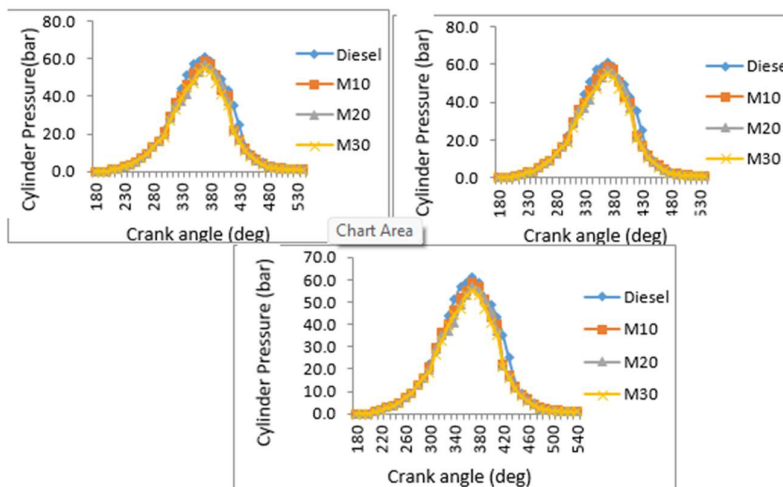 Cylinder Pressure(bar)
80.0
60.0
40.0
20.0
0.0
180
230
280
330
380
430
480
530
Crank angle (deg)
Diesel
M10
M20
M30
Cylinder Pressure (bar)
80.0
60.0
40.0
20.0
0.0
180
230
280
330
380
430
480
530
Crank angle (deg)
Diesel
M10
M20
M30
Chart Area
Cylinder Pressure (bar)
70.0
60.0
50.0
40.0
30.0
20.0
10.0
0.0
180
220
260
300
340
380
420
460
500
540
Crank angle (deg)
Diesel
M10
M20
M30